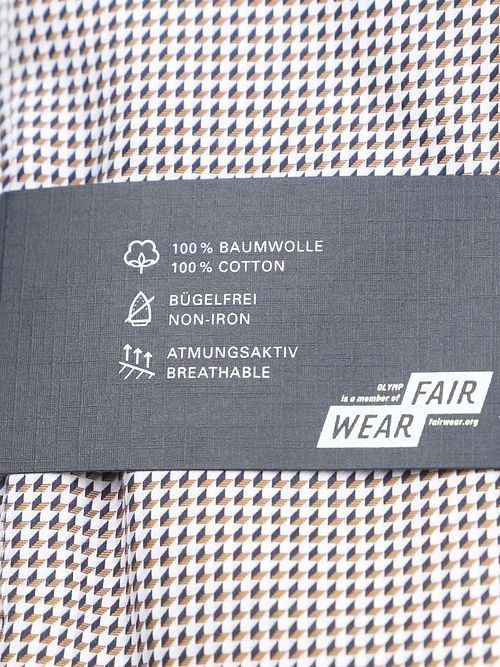 100 % BAUMWOLLE
100 % COTTON
BÜGELFREI
NON-IRON
ATMUNGSAKTIV
BREATHABLE
OLYMP
is a member of
FAIR
WEAR
fairwear.org